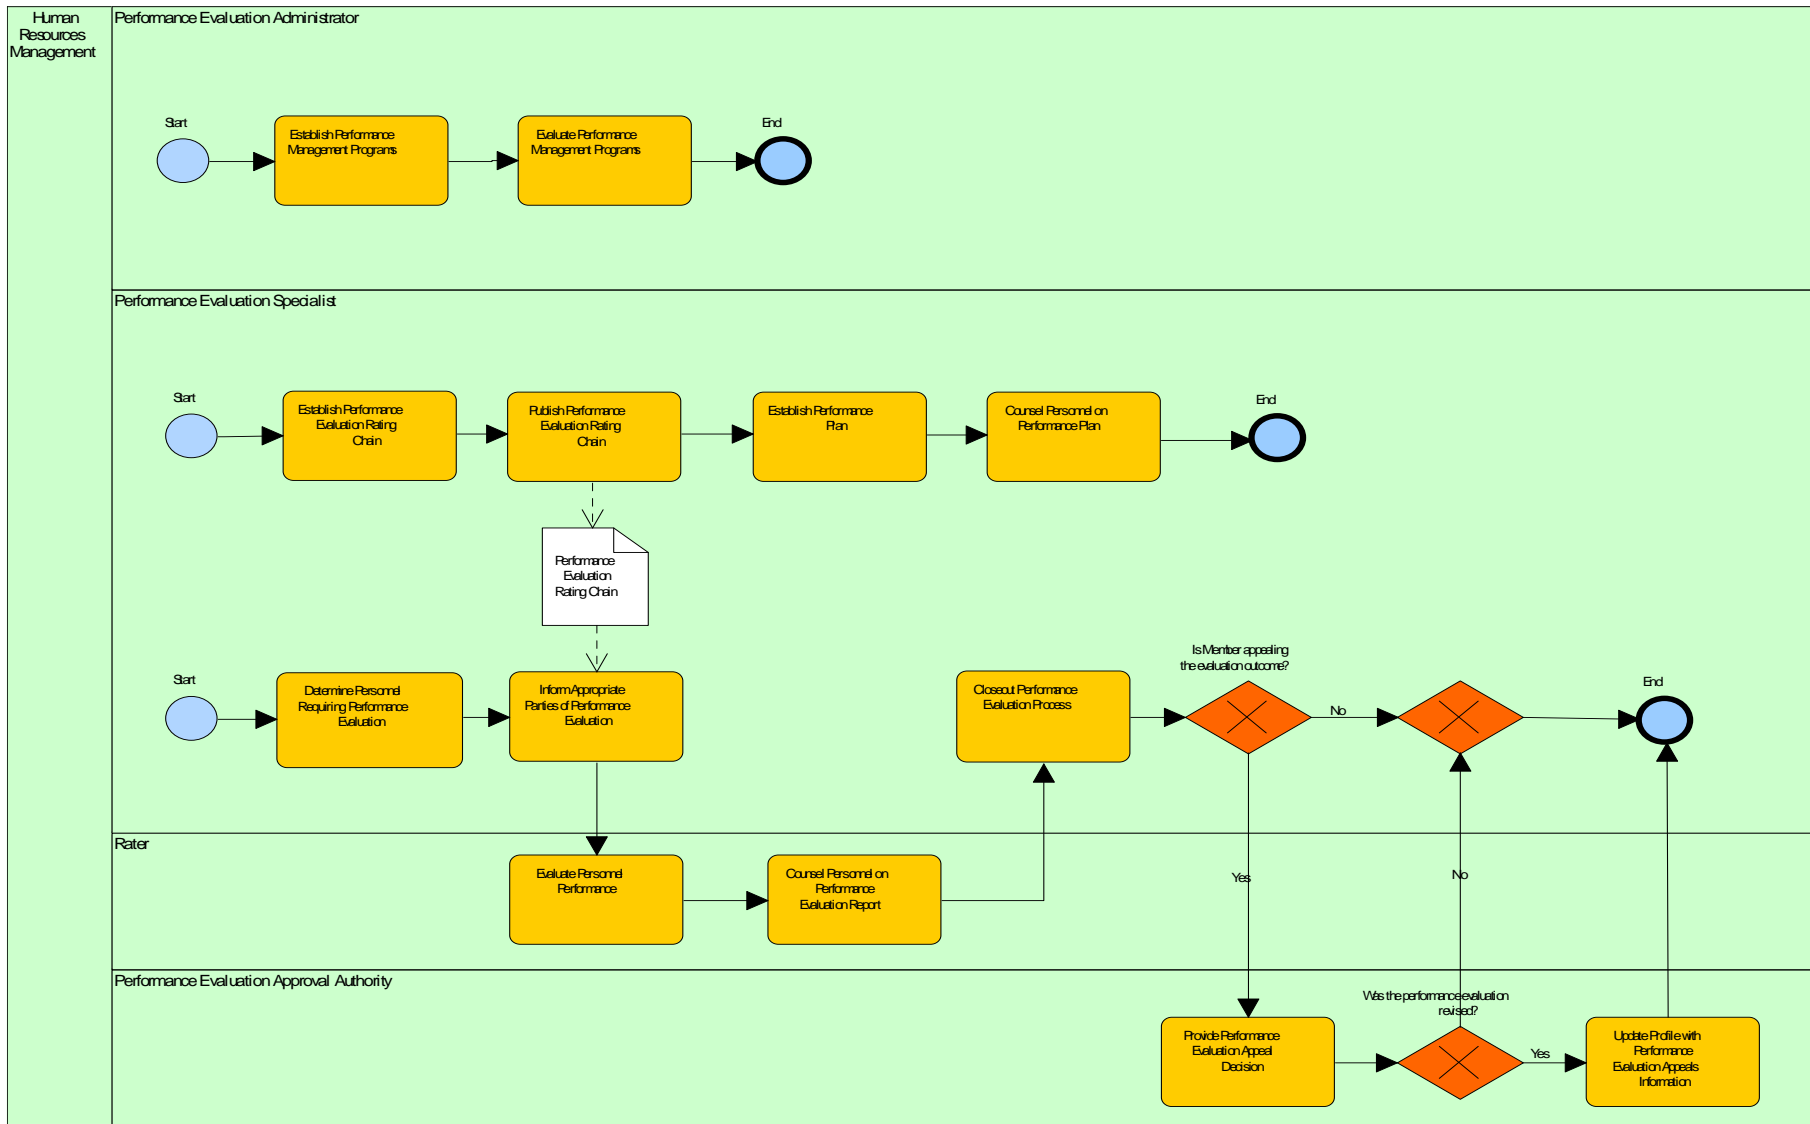 Human
Resources
Management
Performance Evaluation Administrator
Start
Establish Performance
Management Programs
Evaluate Performance
Management Programs
End
Performance Evaluation Specialist
Start
Establish Performance
Evaluation Rating
Chain
Publish Performance
Evaluation Rating
Chain
Establish Performance
Plan
Counsel Personnel on
Performance Plan
End
Performance
Evaluation
Rating Chain
Start
Determine Personnel
Requiring Performance
Evaluation
Inform Appropriate
Parties of Performance
Evaluation
Closeout Performance
Evaluation Process
Is Member appealing
the evaluation outcome?
No
End
Rater
Evaluate Personnel
Performance
Counsel Personnel on
Performance
Evaluation Report
Yes
No
Performance Evaluation Approval Authority
Provide Performance
Evaluation Appeal
Decision
Was the performance evaluation
revised?
Yes
Update Profile with
Performance
Evaluation Appeals
Information